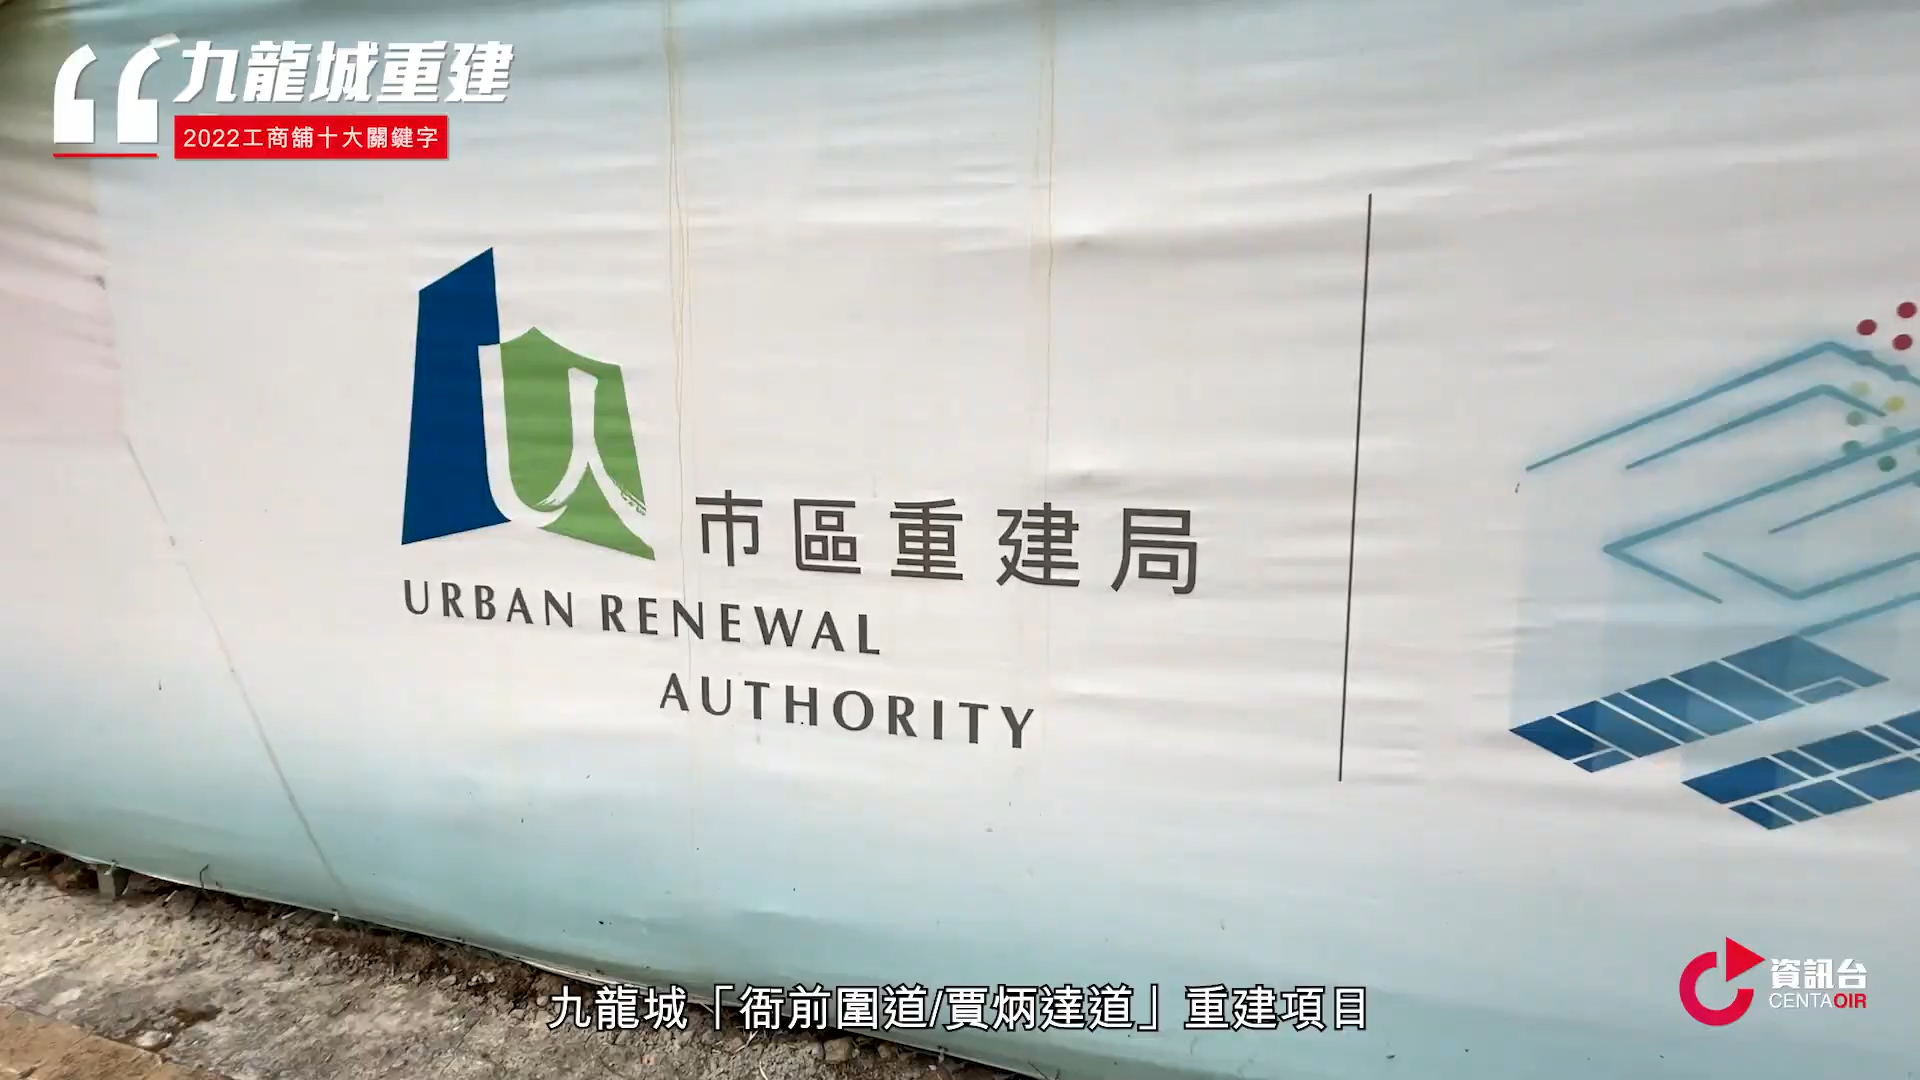 九龍城重建
2022工商舖十大關鍵字
市區重建局
URBAN RENEWAL
AUTHORITY
九龍城「衙前圍道/賈炳達道」重建項目
資訊台
CENTAOIR